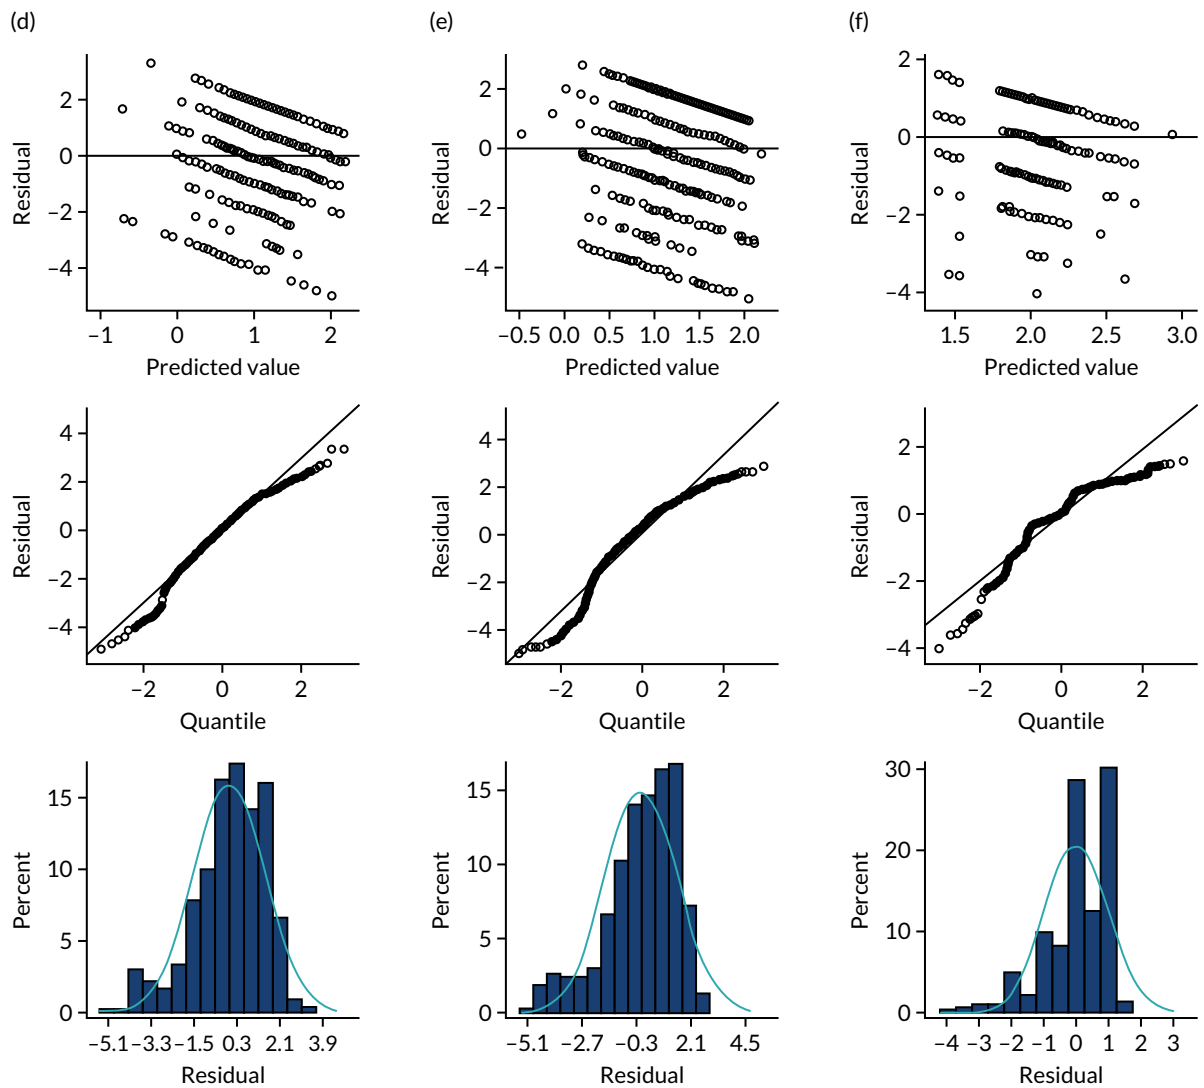 (d) (e) (f)
2
0
−2
−4
Residual
−1 0 1 2
Predicted value
2
0
−2
−4
Residual
−0.5 0.0 0.5 1.0 1.5 2.0
Predicted value
2
0
−2
−4
Residual
1.5 2.0 2.5 3.0
Predicted value
4
2
0
−2
−4
Residual
−2 0 2
Quantile
4
2
0
−2
−4
Residual
−2 0 2
Quantile
2
0
−2
−4
Residual
−2 0 2
Quantile
15
10
5
0
Percent
−5.1 −3.3 −1.5 0.3 2.1 3.9
Residual
15
10
5
0
Percent
−5.1 −2.7 −0.3 2.1 4.5
Residual
30
20
10
0
Percent
−4 −3 −2 −1 0 1 2 3
Residual